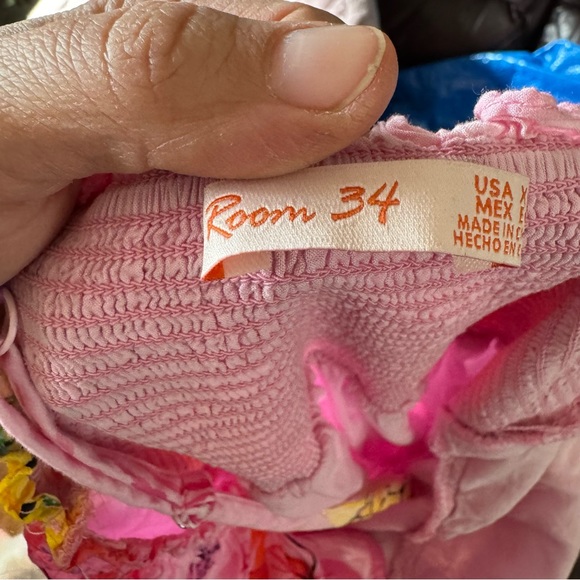 Room 34
USA X
MEX E
MADE IN C
HECHO EN